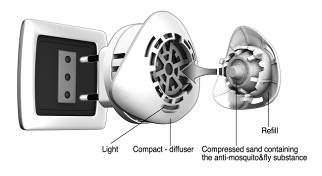 Refill
Light
Compact - diffuser
Compressed sand containing
the anti-mosquito&fly substance